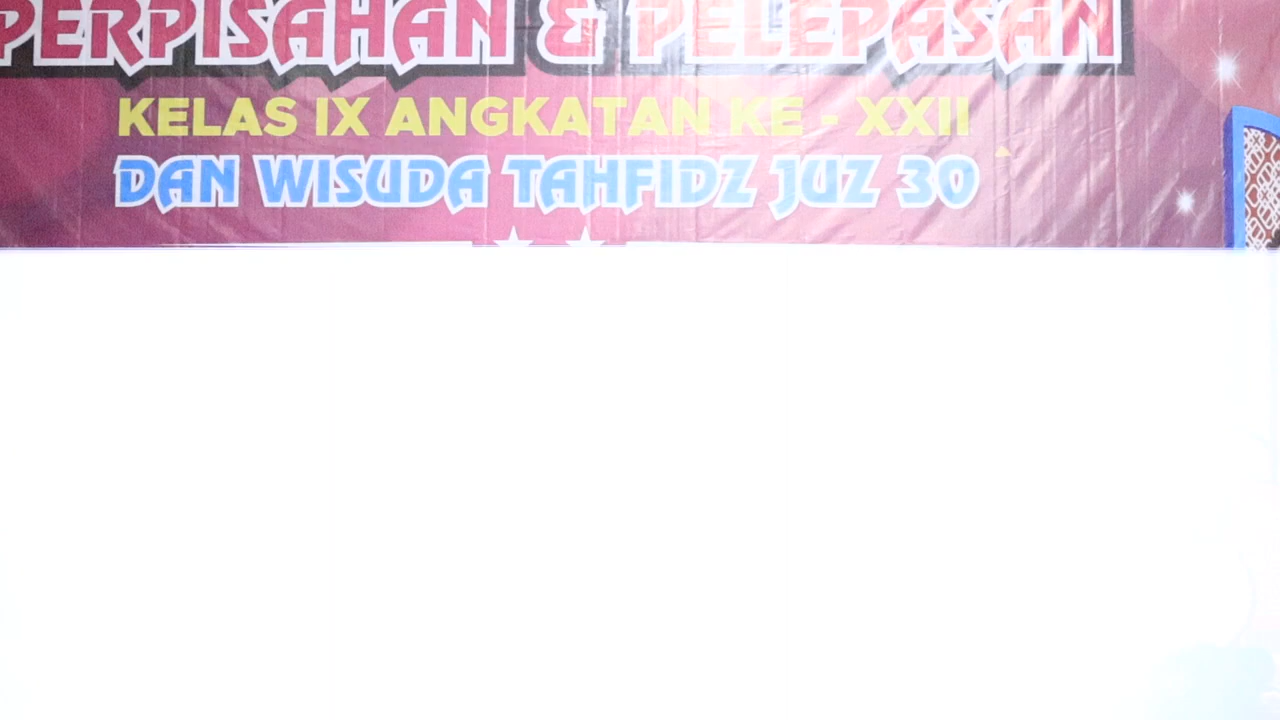 PERPISAHAN & PELEPASAN
KELAS IX ANGKATAN KE - XXII
DAN WISUDA TAHFIDZ JUZ 30